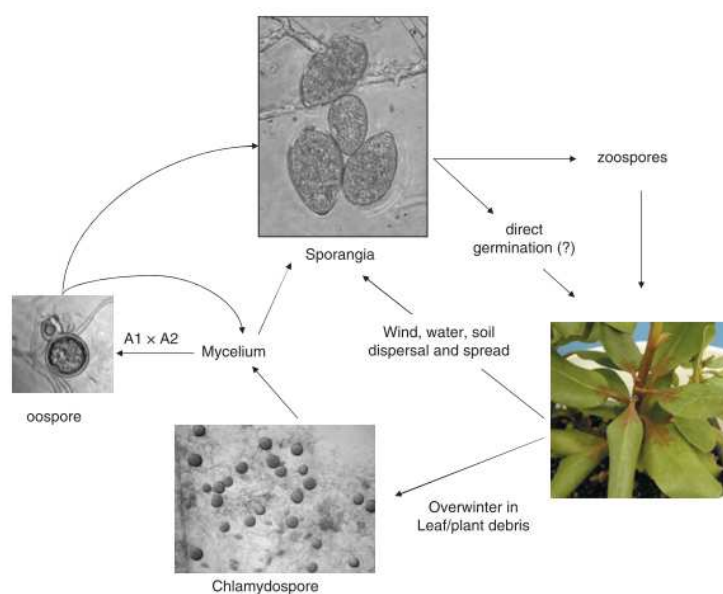 zoospores
direct
germination (?)
Sporangia
Wind, water, soil
dispersal and spread
A1 × A2
Mycelium
oospore
Overwinter in
Leaf/plant debris
Chlamydospore